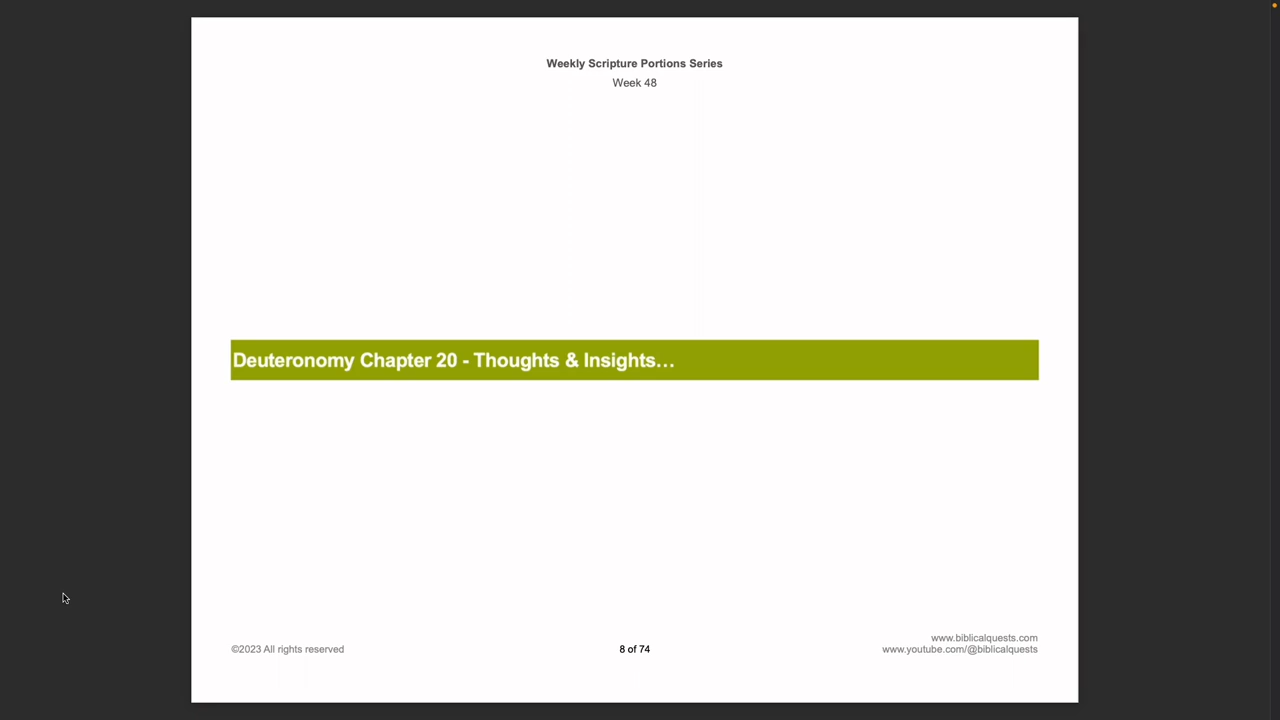 Weekly Scripture Portions Series
Week 48
Deuteronomy Chapter 20 - Thoughts & Insights…
©2023 All rights reserved
8 of 74
www.biblicalquests.com
www.youtube.com/@biblicalquests